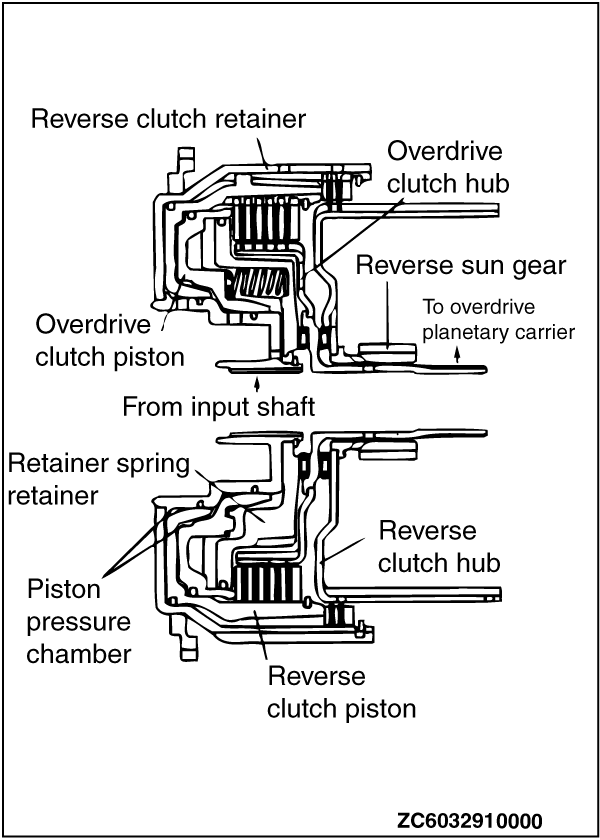 Reverse clutch retainer
Overdrive
clutch hub
Reverse sun gear
To overdrive
planetary carrier
Overdrive
clutch piston
From input shaft
Retainer spring
retainer
Reverse
clutch hub
Piston
pressure
chamber
Reverse
clutch piston
ZC6032910000